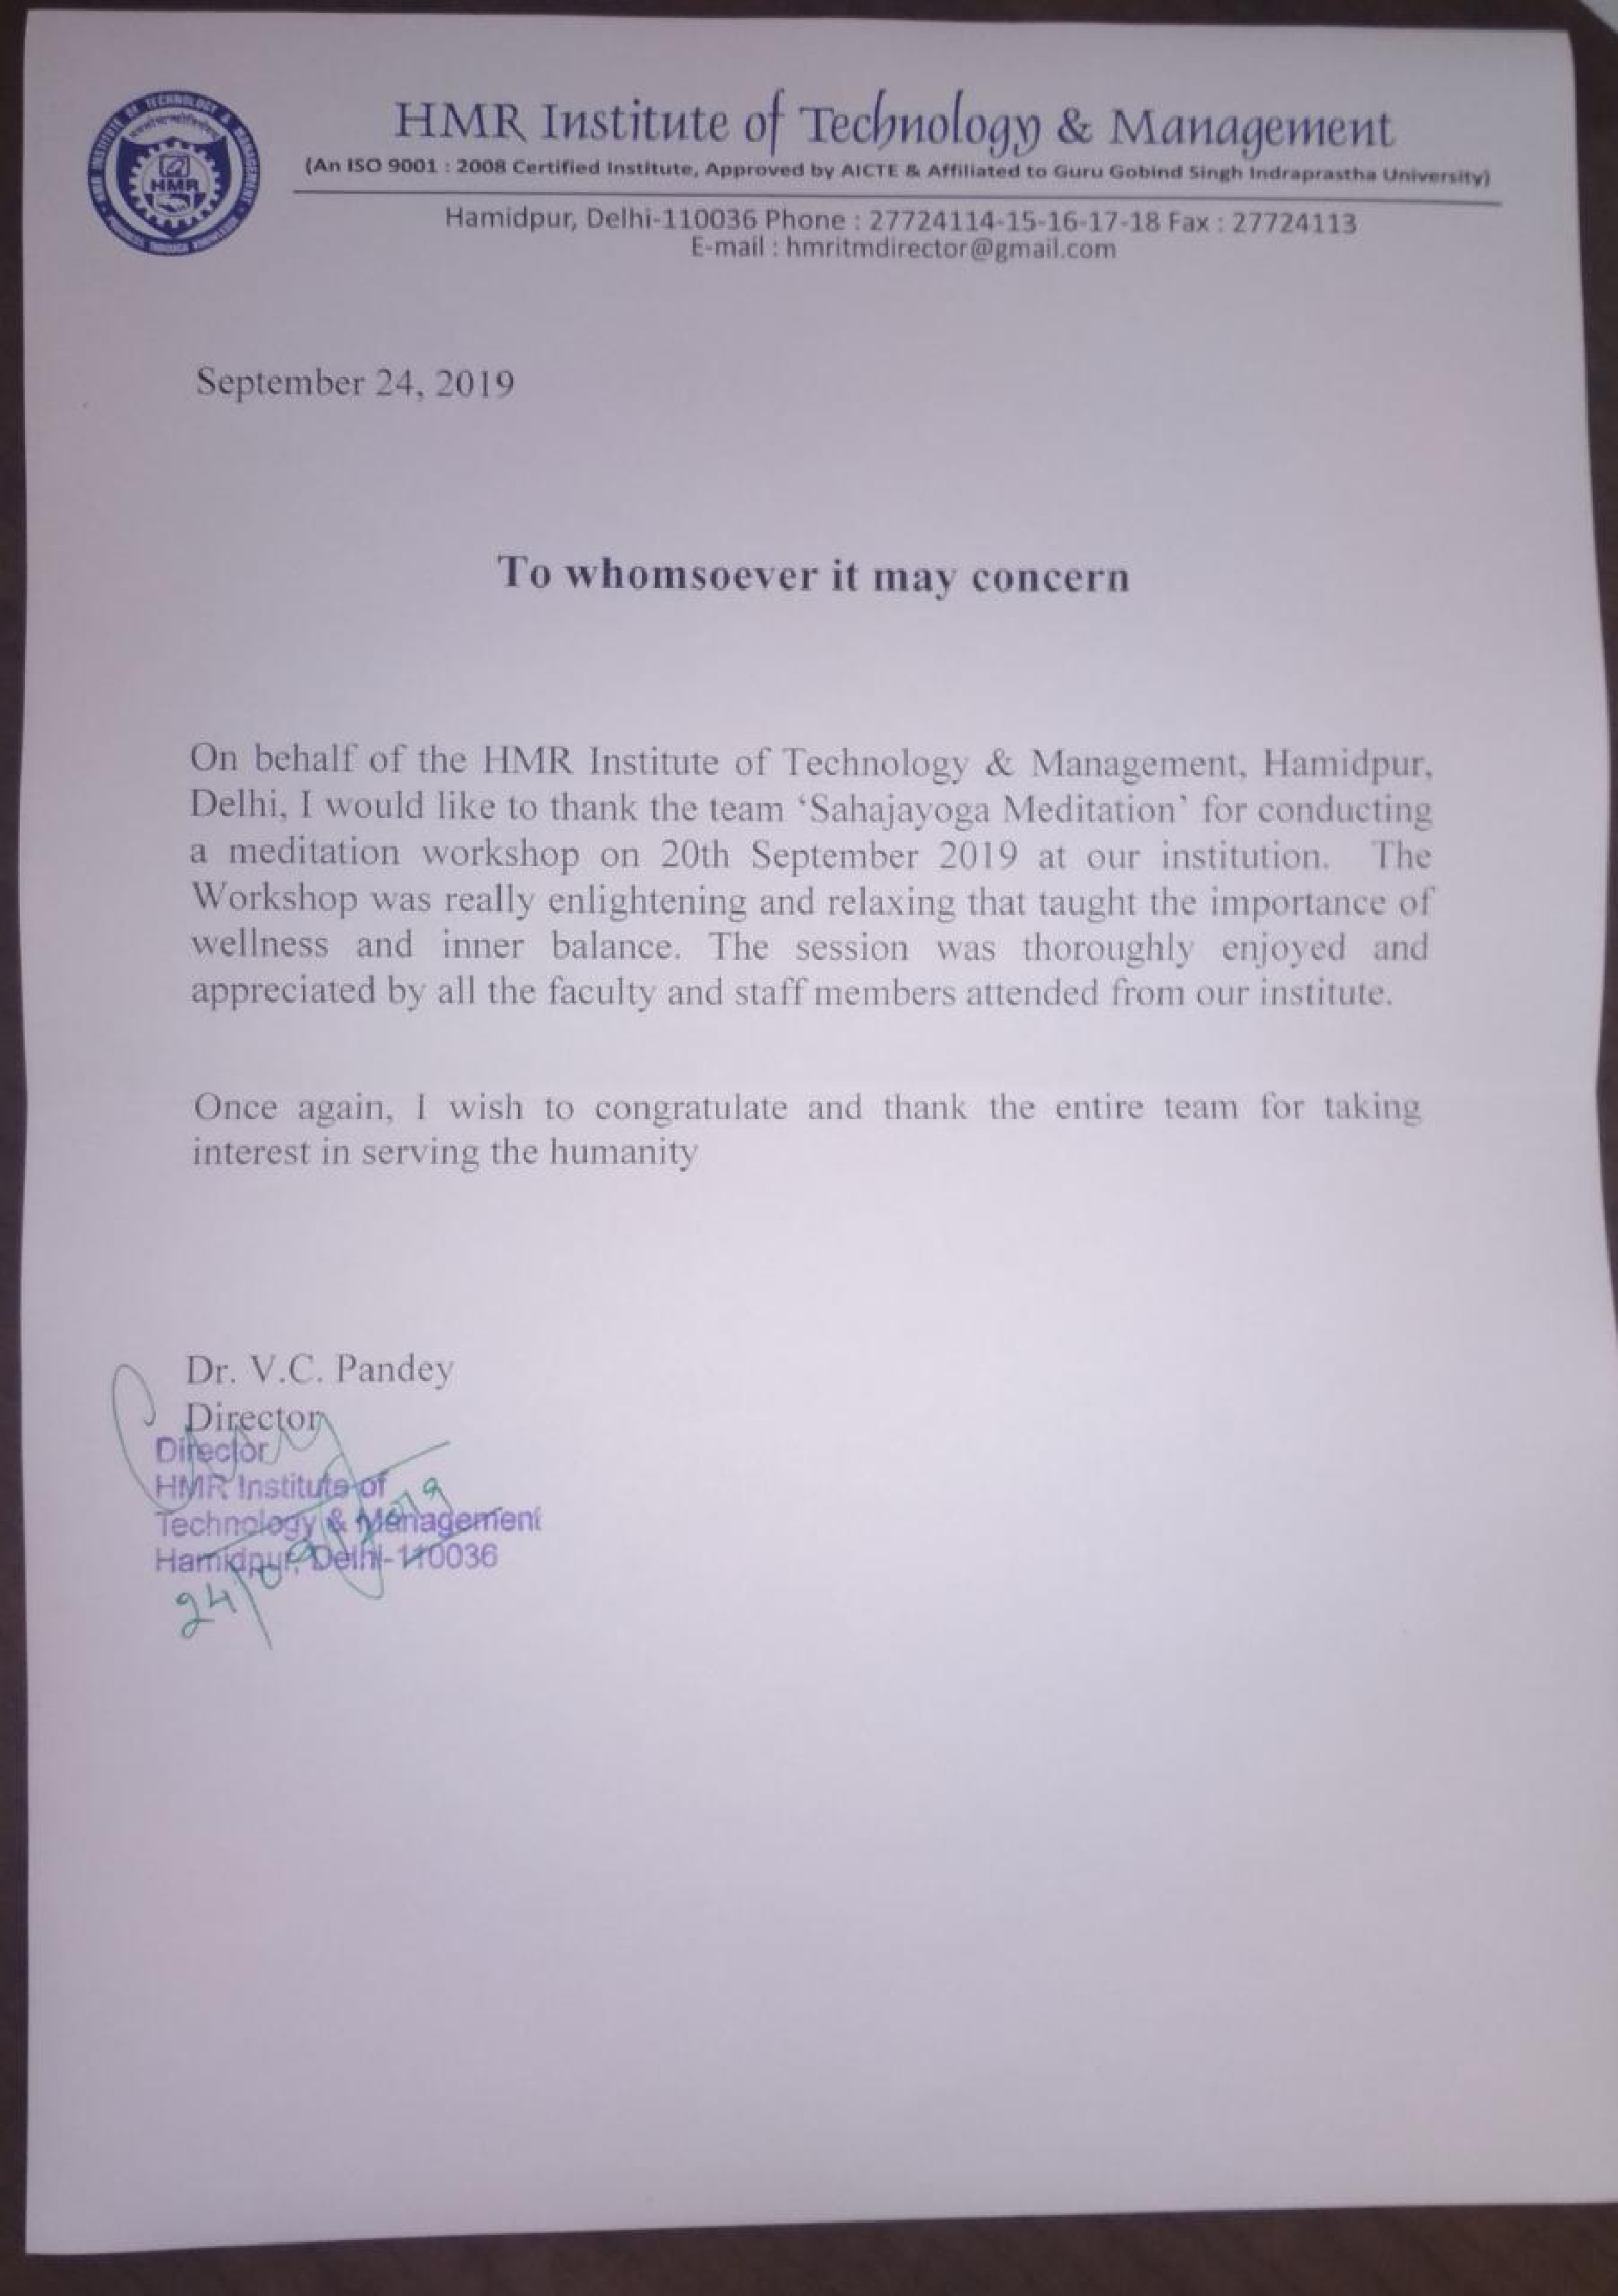 HMR INSTITUTE OF TECHNOLOGY & MANAGEMENT
HMR
HMR Institute of Technology & Management
(An ISO 9001 : 2008 Certified Institute, Approved by AICTE & Affiliated to Guru Gobind Singh Indraprastha University)
Hamidpur, Delhi-110036 Phone : 27724114-15-16-17-18 Fax : 27724113
E-mail : hmritmdirector@gmail.com
September 24, 2019
To whomsoever it may concern
On behalf of the HMR Institute of Technology & Management, Hamidpur,
Delhi, I would like to thank the team ‘Sahajayoga Meditation’ for conducting
a meditation workshop on 20th September 2019 at our institution. The
Workshop was really enlightening and relaxing that taught the importance of
wellness and inner balance. The session was thoroughly enjoyed and
appreciated by all the faculty and staff members attended from our institute.
Once again, I wish to congratulate and thank the entire team for taking
interest in serving the humanity
Dr. V.C. Pandey
Director
Director
HMR Institute of
Technology & Management
Hamidpur, Delhi-110036
24/09/2019